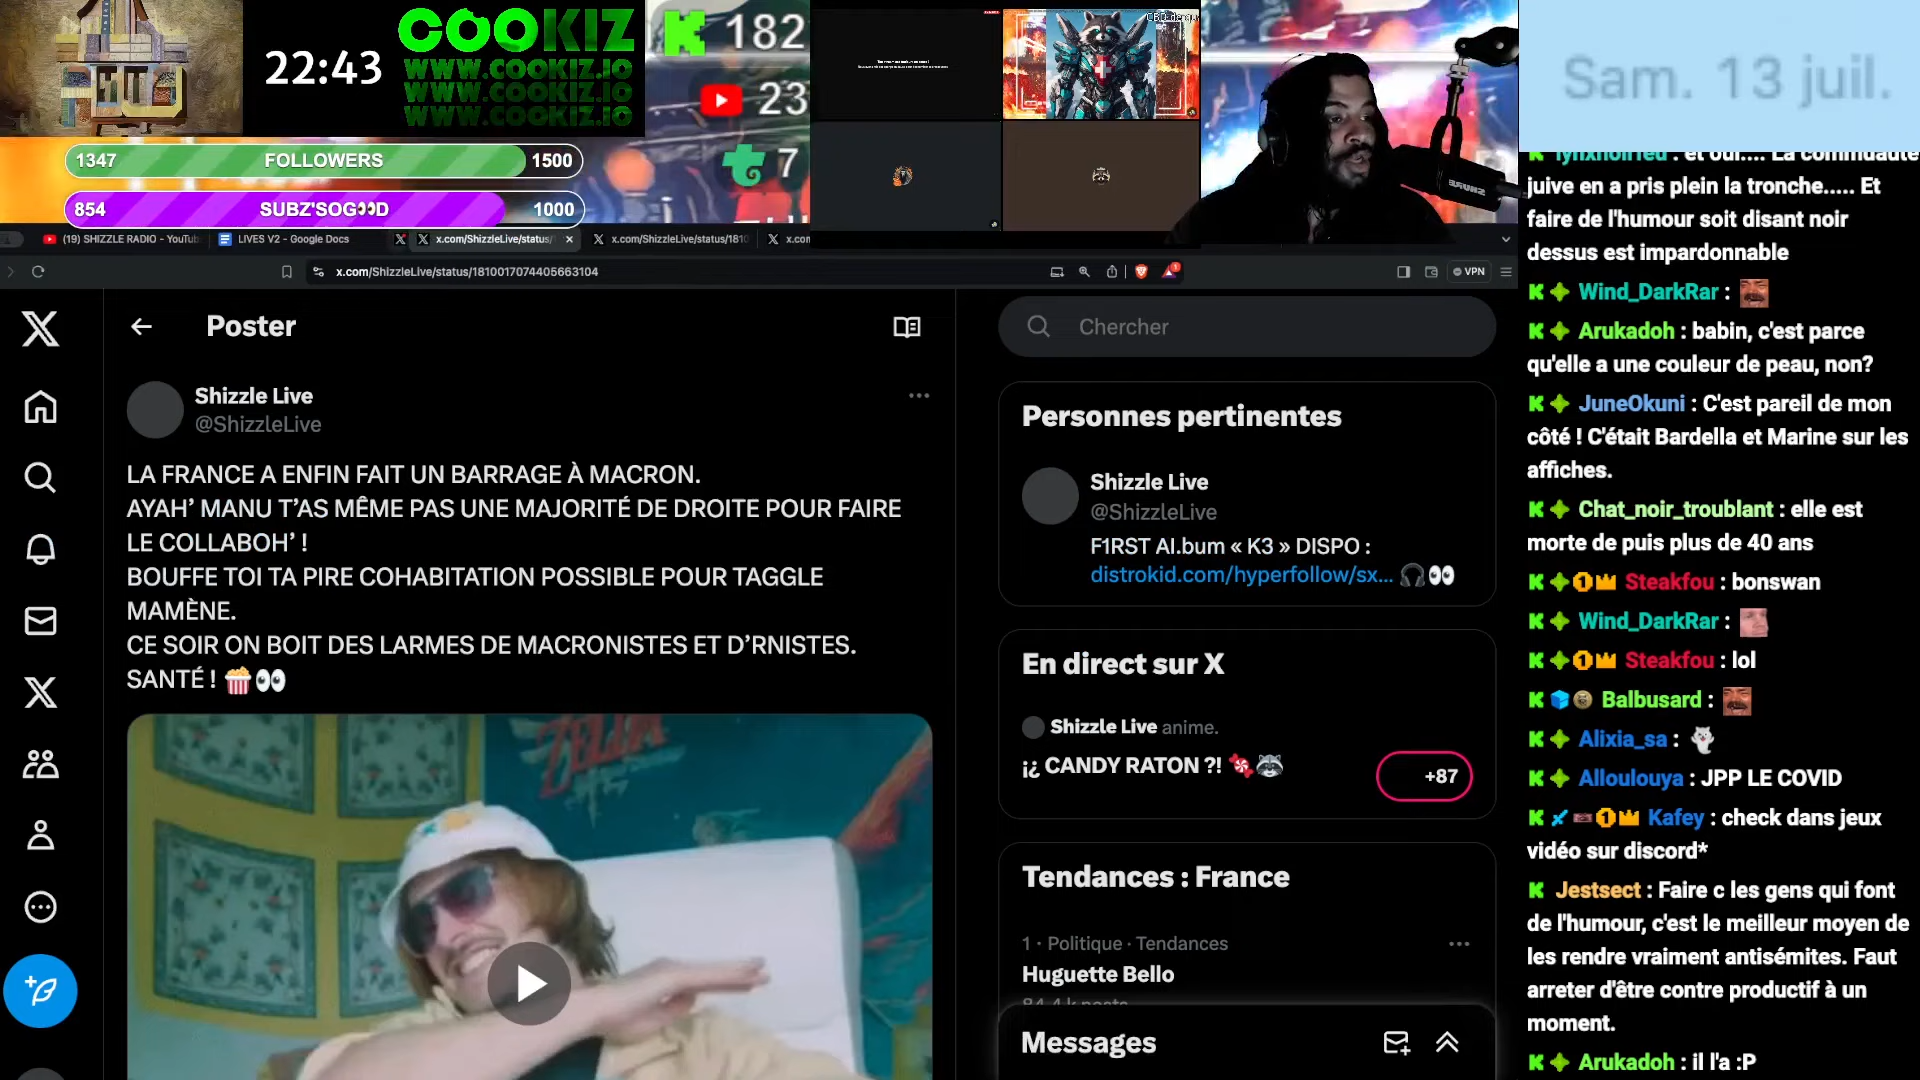 22:43
COOKIZ
WWW.COOKIZ.IO
WWW.COOKIZ.IO
WWW.COOKIZ.IO
182
23
7
1347 FOLLOWERS 1500
854 SUBZ'SOG👀D 1000
SHURE
Sam. 13 juil.
(19) SHIZZLE RADIO - YouTub
LIVES V2 - Google Docs
x.com/ShizzleLive/status/
x.com/ShizzleLive/status/1810
x.com
x.com/ShizzleLive/status/1810017074405663104
VPN
Poster
Shizzle Live
@ShizzleLive
LA FRANCE A ENFIN FAIT UN BARRAGE À MACRON.
AYAH’ MANU T’AS MÊME PAS UNE MAJORITÉ DE DROITE POUR FAIRE
LE COLLABOH’ !
BOUFFE TOI TA PIRE COHABITATION POSSIBLE POUR TAGGLE
MAMÈNE.
CE SOIR ON BOIT DES LARMES DE MACRONISTES ET D’RNISTES.
SANTÉ ! 🍿👀
ZELDA
Chercher
Personnes pertinentes
Shizzle Live
@ShizzleLive
F1RST AI.bum « K3 » DISPO :
distrokid.com/hyperfollow/sx... 🎧👀
En direct sur X
Shizzle Live anime.
¡¿ CANDY RATON ?! 🍬🦝
+87
Tendances : France
1 · Politique · Tendances
Huguette Bello
84,4 k posts
Messages
lynxnoirfeu : et oui.... La communauté
juive en a pris plein la tronche..... Et
faire de l'humour soit disant noir
dessus est impardonnable
Wind_DarkRar :
Arukadoh : babin, c'est parce
qu'elle a une couleur de peau, non?
JuneOkuni : C'est pareil de mon
côté ! C'était Bardella et Marine sur les
affiches.
Chat_noir_troublant : elle est
morte de puis plus de 40 ans
Steakfou : bonswan
Wind_DarkRar :
Steakfou : lol
Balbusard :
Alixia_sa : 👻
Alloulouya : JPP LE COVID
Kafey : check dans jeux
vidéo sur discord*
Jestsect : Faire c les gens qui font
de l'humour, c'est le meilleur moyen de
les rendre vraiment antisémites. Faut
arreter d'être contre productif à un
moment.
Arukadoh : il l'a :P